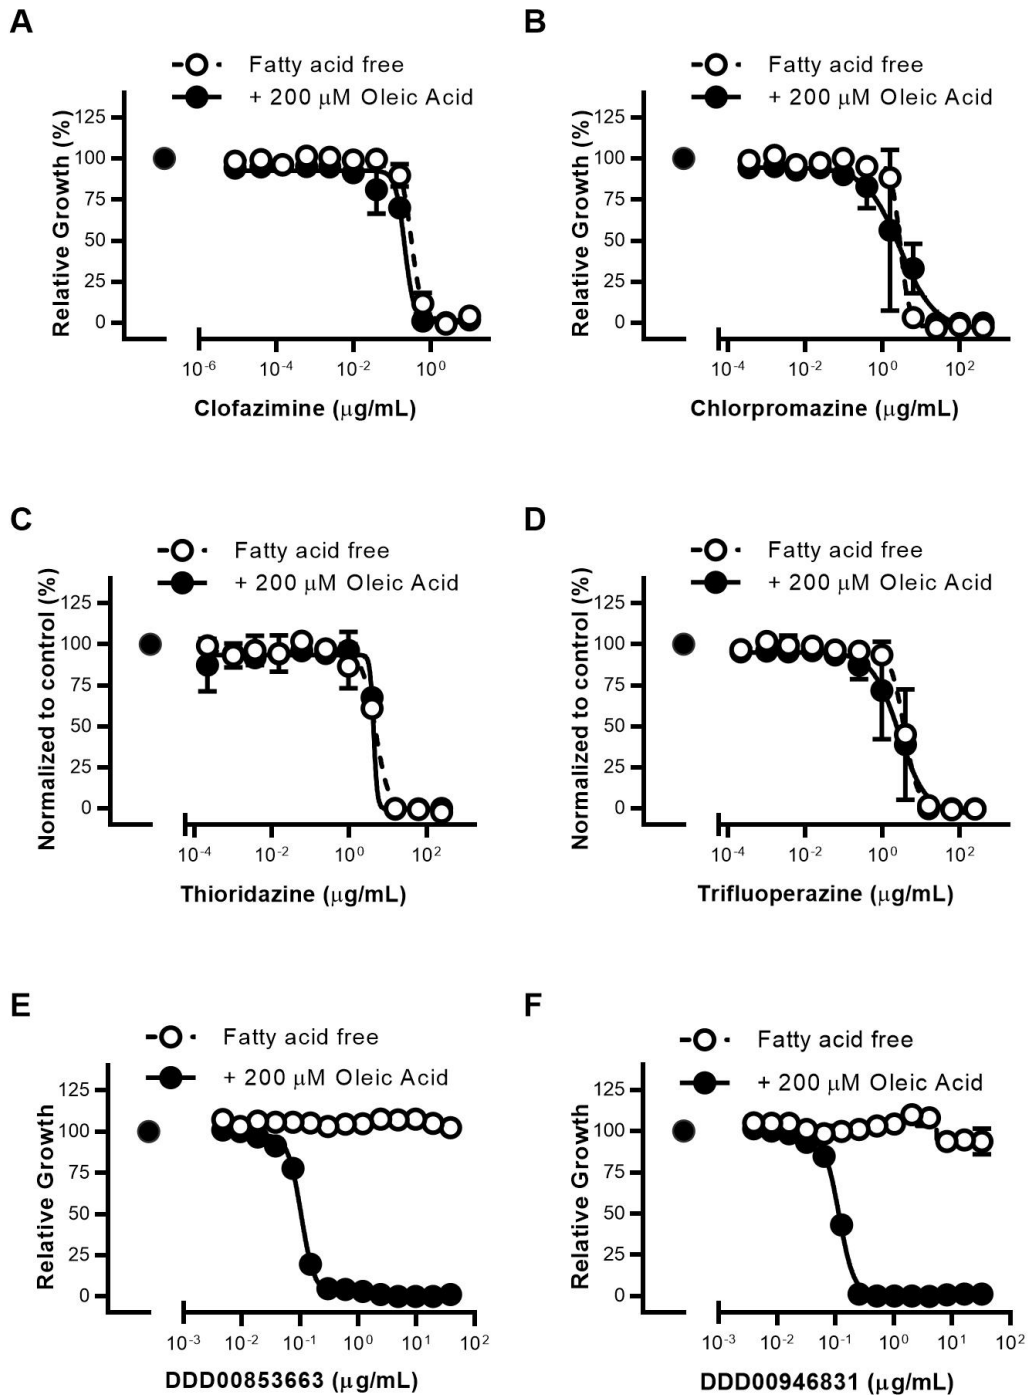 A
Fatty acid free
+ 200 μM Oleic Acid
Relative Growth (%)
125
100
75
50
25
0
10-6
10-4
10-2
100
Clofazimine (μg/mL)
B
Fatty acid free
+ 200 μM Oleic Acid
Relative Growth (%)
125
100
75
50
25
0
10-4
10-2
100
102
Chlorpromazine (μg/mL)
C
Fatty acid free
+ 200 μM Oleic Acid
Normalized to control (%)
125
100
75
50
25
0
10-4
10-2
100
102
Thioridazine (μg/mL)
D
Fatty acid free
+ 200 μM Oleic Acid
Normalized to control (%)
125
100
75
50
25
0
10-4
10-2
100
102
Trifluoperazine (μg/mL)
E
Fatty acid free
+ 200 μM Oleic Acid
Relative Growth
125
100
75
50
25
0
10-3
10-2
10-1
100
101
102
DDD00853663 (μg/mL)
F
Fatty acid free
+ 200 μM Oleic Acid
Relative Growth
125
100
75
50
25
0
10-3
10-2
10-1
100
101
102
DDD00946831 (μg/mL)